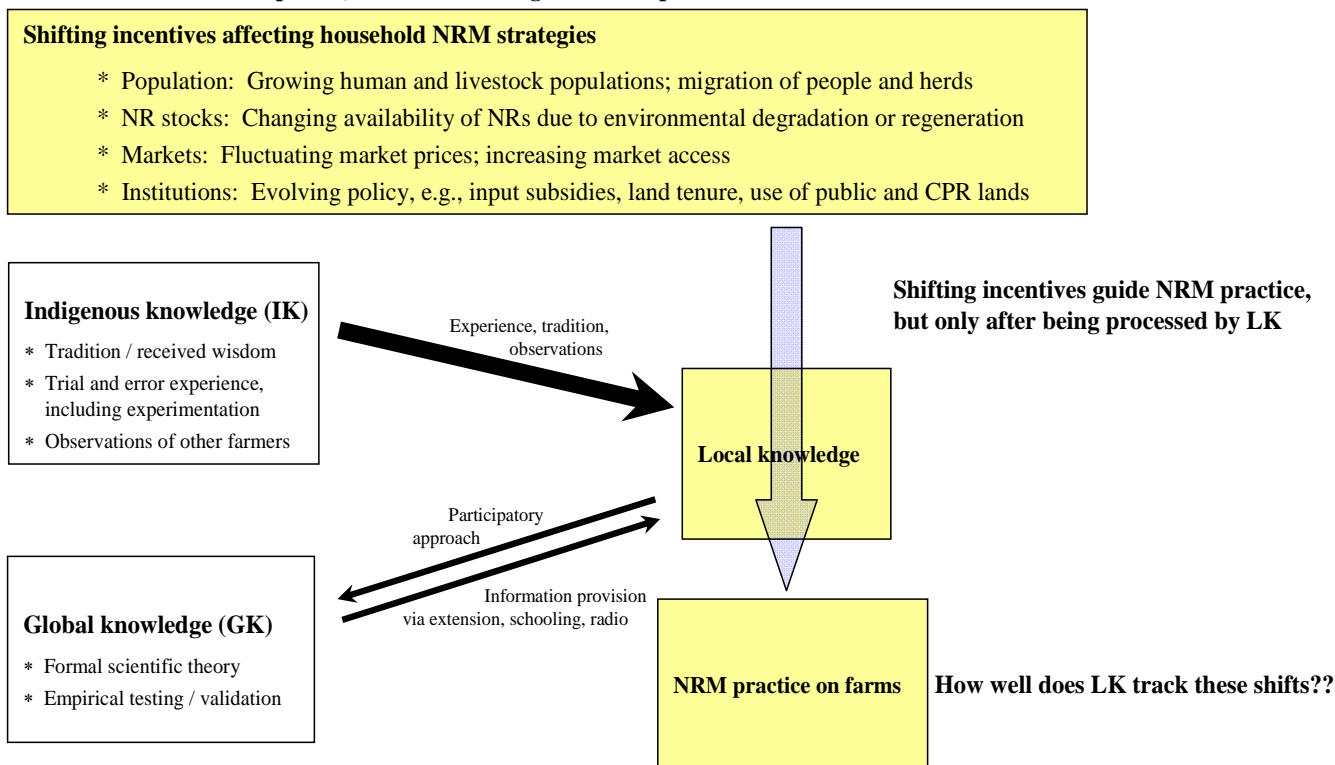 Shifting incentives affecting household NRM strategies
* Population: Growing human and livestock populations; migration of people and herds
* NR stocks: Changing availability of NRs due to environmental degradation or regeneration
* Markets: Fluctuating market prices; increasing market access
* Institutions: Evolving policy, e.g., input subsidies, land tenure, use of public and CPR lands
Shifting incentives guide NRM practice,
but only after being processed by LK
Indigenous knowledge (IK)
* Tradition / received wisdom
* Trial and error experience,
including experimentation
* Observations of other farmers
Experience, tradition,
observations
Local knowledge
Participatory
approach
Information provision
via extension, schooling, radio
Global knowledge (GK)
* Formal scientific theory
* Empirical testing / validation
NRM practice on farms
How well does LK track these shifts??